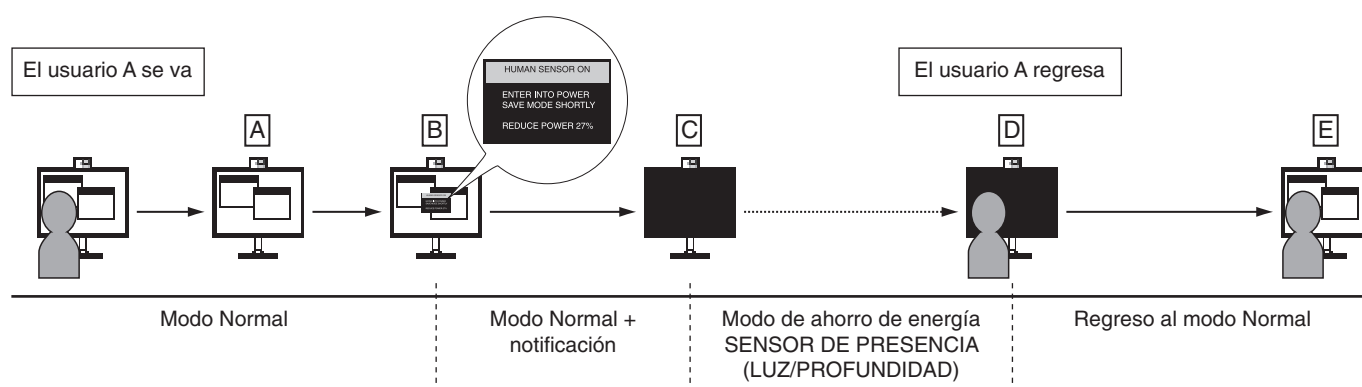 El usuario A se va
HUMAN SENSOR ON
ENTER INTO POWER
SAVE MODE SHORTLY
REDUCE POWER 27%
El usuario A regresa
A
B
C
D
E
Modo Normal
Modo Normal +
notificación
Modo de ahorro de energía
SENSOR DE PRESENCIA
(LUZ/PROFUNDIDAD)
Regreso al modo Normal